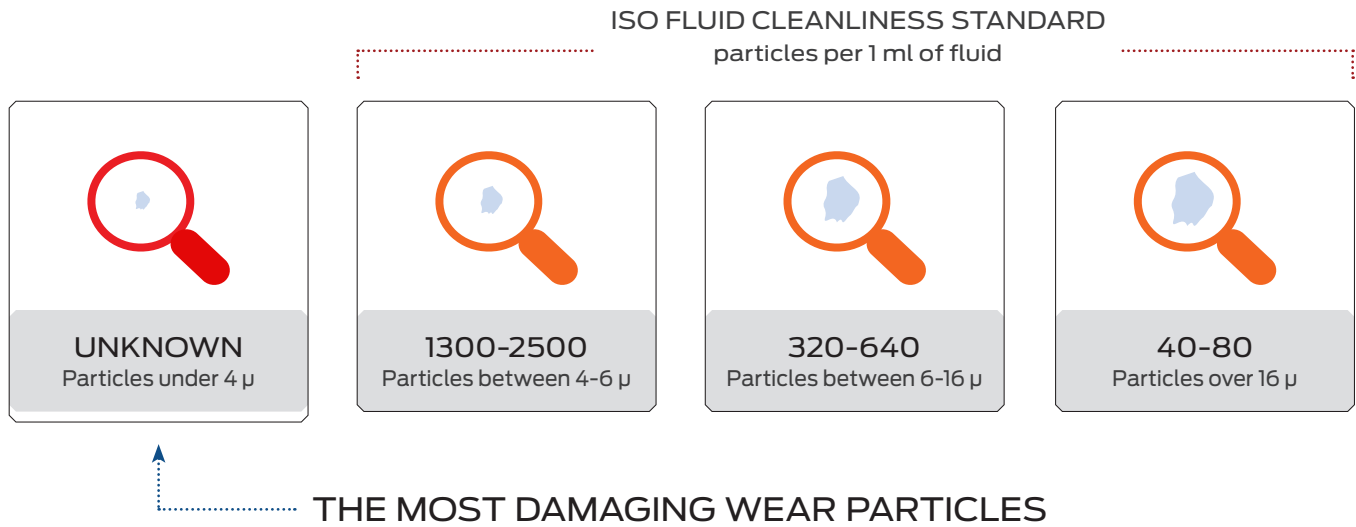 ISO FLUID CLEANLINESS STANDARD
particles per 1 ml of fluid
UNKNOWN
Particles under 4 µ
1300-2500
Particles between 4-6 µ
320-640
Particles between 6-16 µ
40-80
Particles over 16 µ
THE MOST DAMAGING WEAR PARTICLES